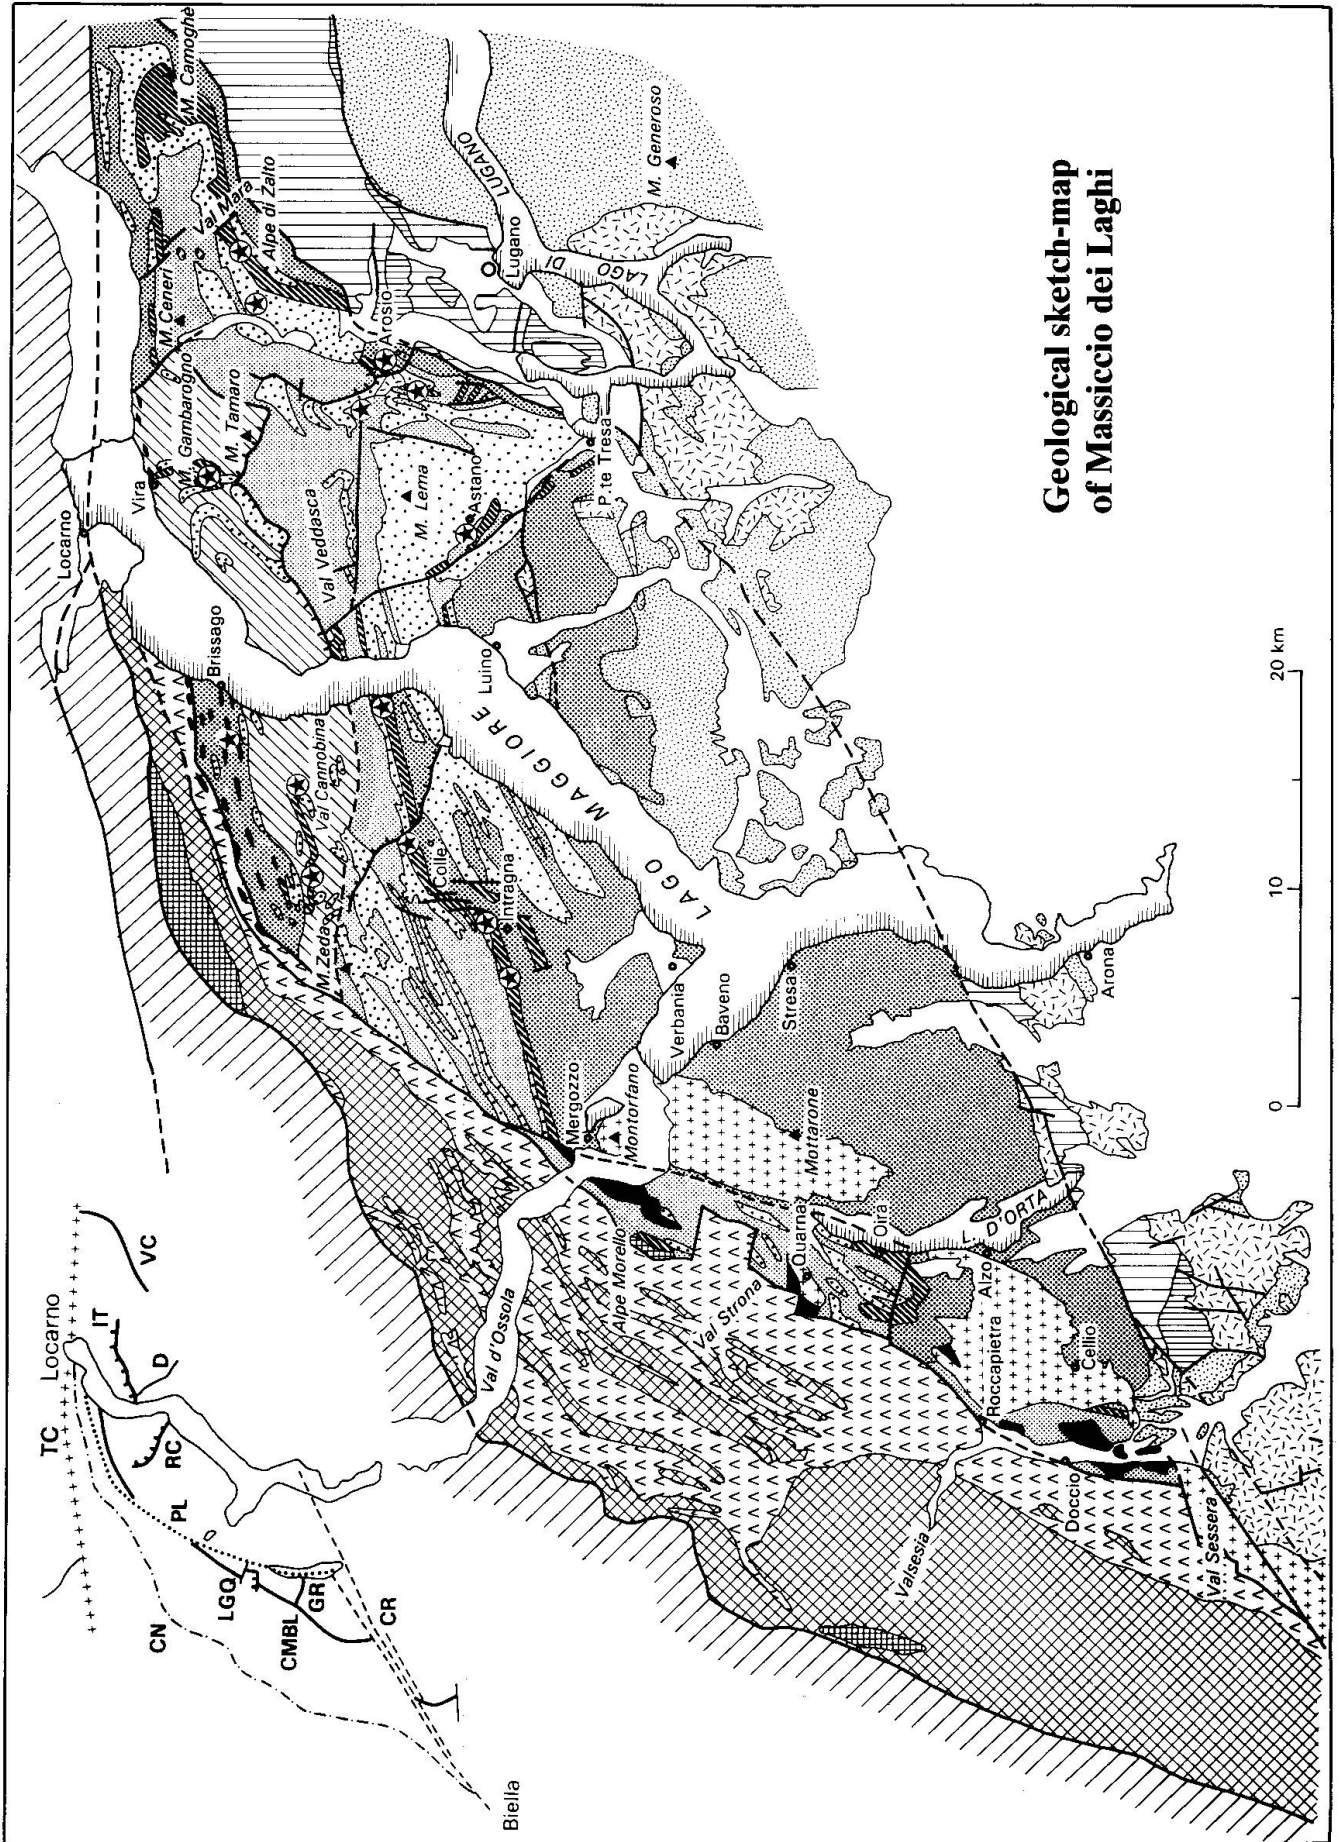 Geological sketch-map
of Massiccio dei Laghi
TC
Locarno
VC
IT
D
RC
PL
CN
LGO
CMBL
GR
CR
Biella
Locarno
Vira
M. Gambarogno
M. Tamaro
M. Ceneri
Val Mara
Alpe di Zalto
M. Camoghè
Arosio
Lugano
LAGO DI
LUGANO
M. Generoso
Brissago
Val Veddasca
M. Lema
Astano
P.te Tresa
Luino
LAGO
MAGGIORE
Val Cannobina
M. Zeda
Colle
Intragna
Mergozzo
Montorfano
Verbania
Baveno
Stresa
Mottarone
Arona
Val d'Ossola
Alpe Morello
Val Strona
Quarna
Oira
L. D'ORTA
Alzo
Roccapietra
Cellio
Valsesia
Doccio
Val Sessera
0
10
20 km